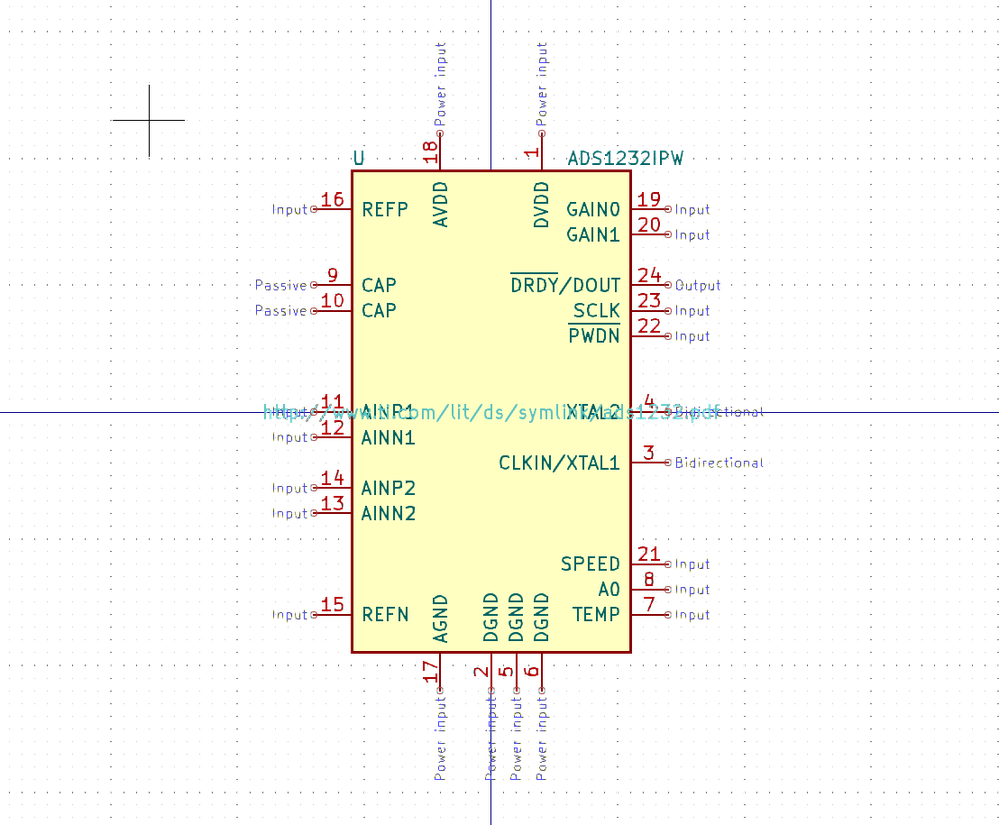 Power input Power input
18 1
U ADS1232IPW
AVDD DVDD
Input 16 REFP GAIN0 19 Input
GAIN1 20 Input
Passive 9 CAP DRDY/DOUT 24 Output
Passive 10 CAP SCLK 23 Input
PWDN 22 Input
Input 11 AINP1 XTAL2 4 Bidirectional
http://www.ti.com/lit/ds/symlink/ads1232.pdf
Input 12 AINN1
CLKIN/XTAL1 3 Bidirectional
Input 14 AINP2
Input 13 AINN2
SPEED 21 Input
A0 8 Input
Input 15 REFN TEMP 7 Input
AGND DGND DGND DGND
17 2 5 6
Power input Power input Power input Power input